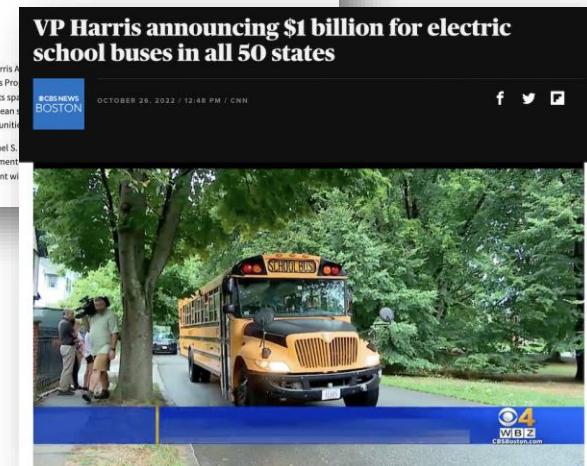 VP Harris announcing $1 billion for electric
school buses in all 50 states
CBS NEWS
BOSTON
OCTOBER 26, 2022 / 12:48 PM / CNN
SCHOOL BUS
4
WBZ
CBSBoston.com